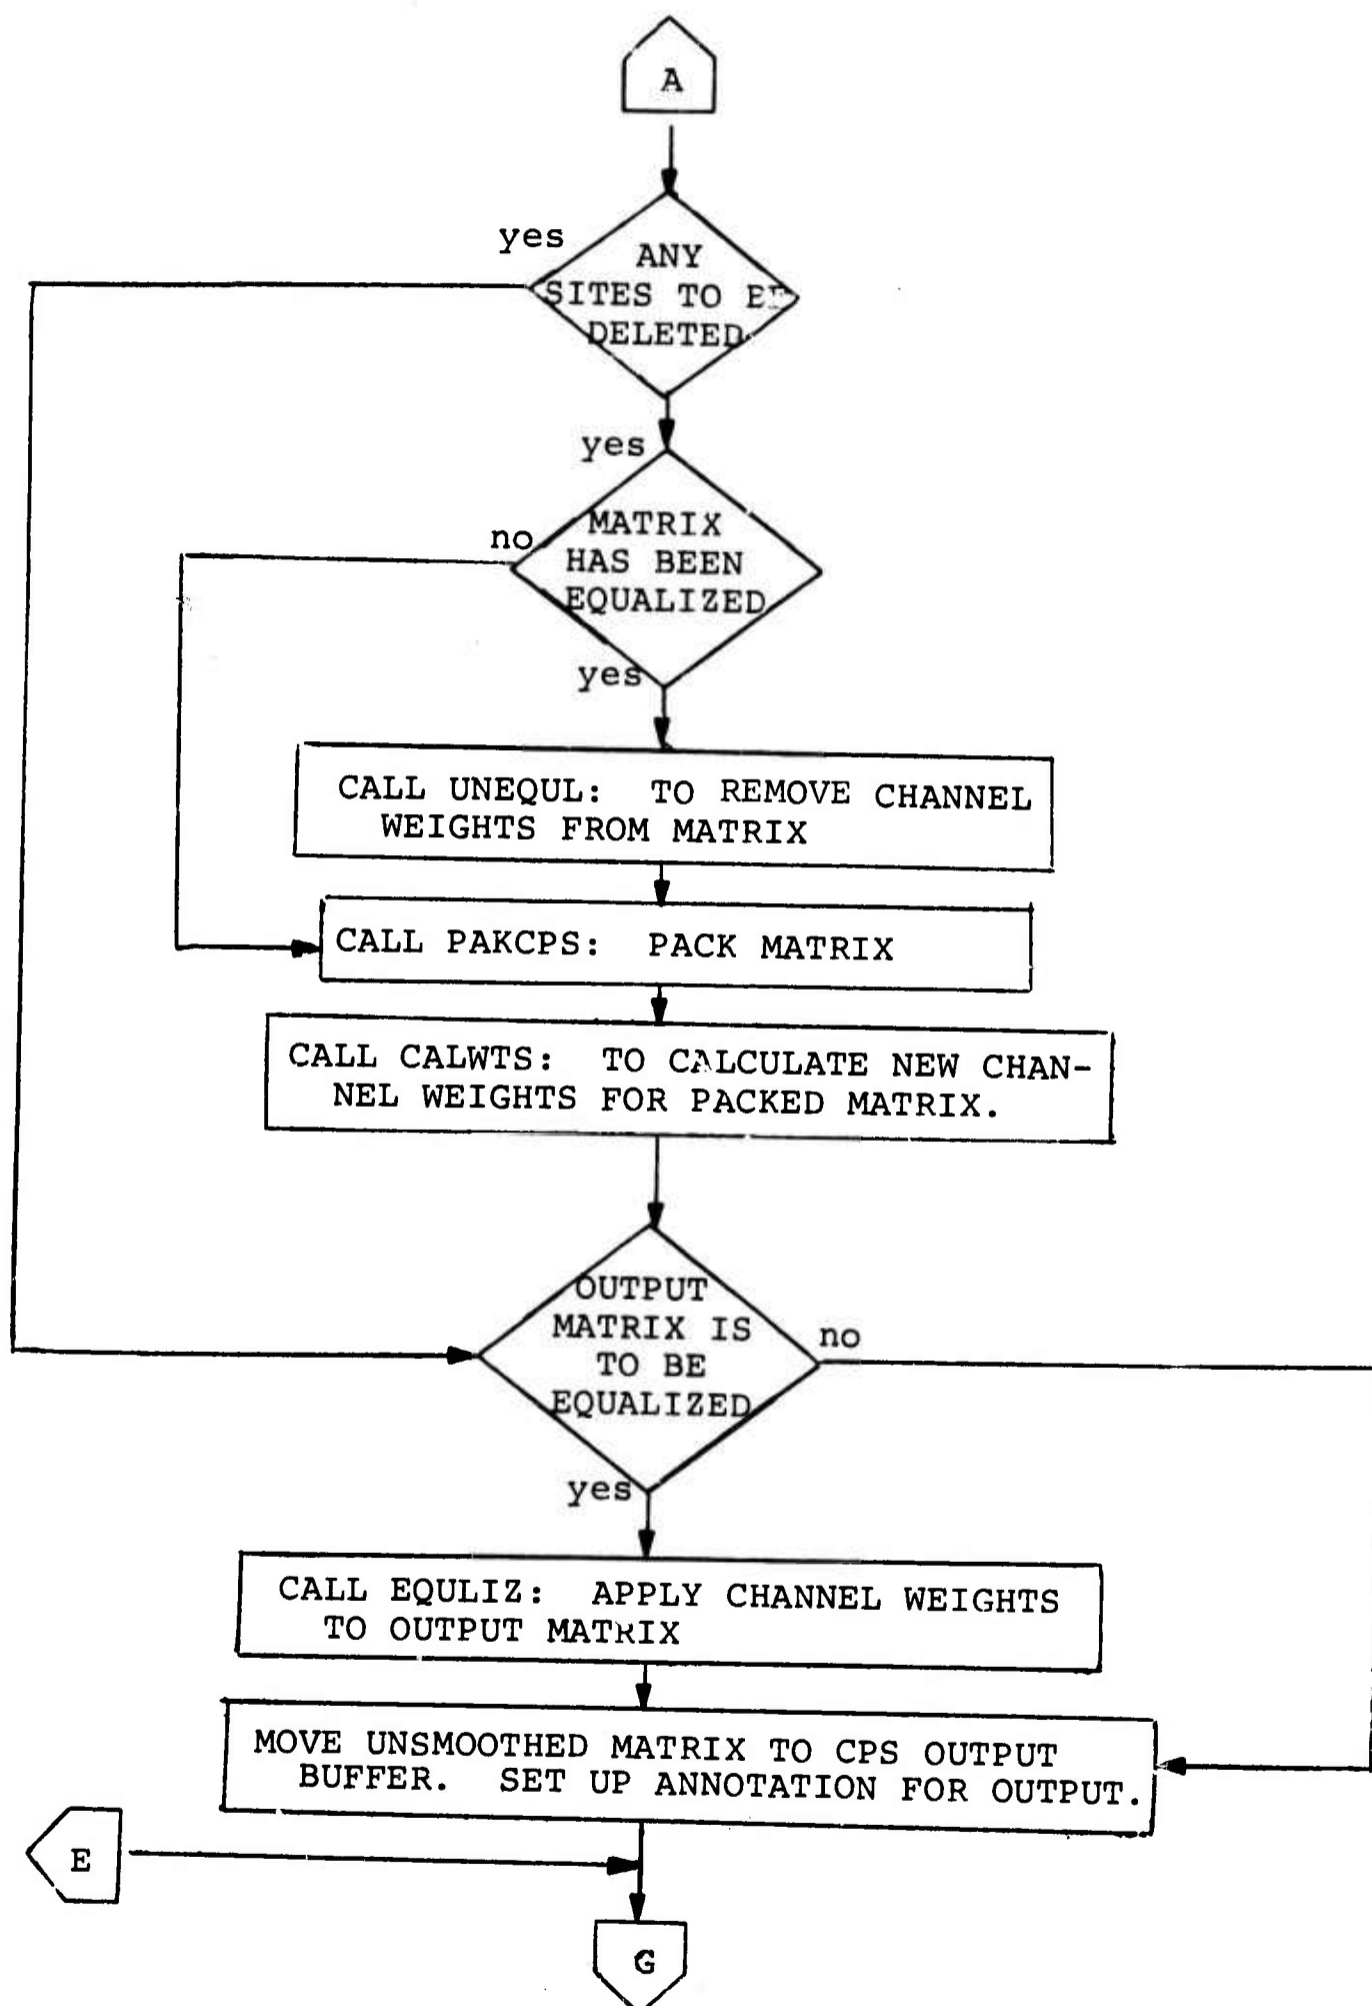 A
yes
ANY
SITES TO BE
DELETED
yes
no
MATRIX
HAS BEEN
EQUALIZED
yes
CALL UNEQUL: TO REMOVE CHANNEL
WEIGHTS FROM MATRIX
CALL PAKCPS: PACK MATRIX
CALL CALWTS: TO CALCULATE NEW CHAN-
NEL WEIGHTS FOR PACKED MATRIX.
OUTPUT
MATRIX IS
TO BE
EQUALIZED
no
yes
CALL EQULIZ: APPLY CHANNEL WEIGHTS
TO OUTPUT MATRIX
MOVE UNSMOOTHED MATRIX TO CPS OUTPUT
BUFFER. SET UP ANNOTATION FOR OUTPUT.
E
G